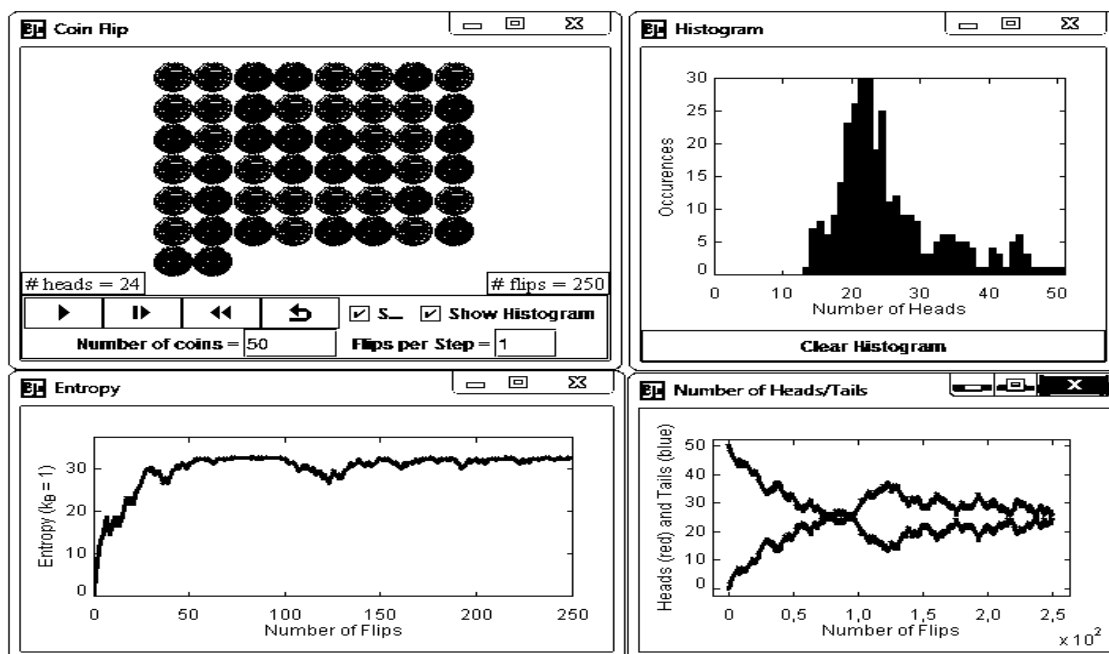 Coin Flip
# heads = 24
# flips = 250
S... Show Histogram
Number of coins = 50 Flips per Step = 1
Histogram
30
25
20
15
10
5
0
Occurences
0 10 20 30 40 50
Number of Heads
Clear Histogram
Entropy
30
20
10
0
Entropy (kB = 1)
0 50 100 150 200 250
Number of Flips
Number of Heads/Tails
50
40
30
20
10
0
Heads (red) and Tails (blue)
0 0,5 1,0 1,5 2,0 2,5
Number of Flips
x 10²